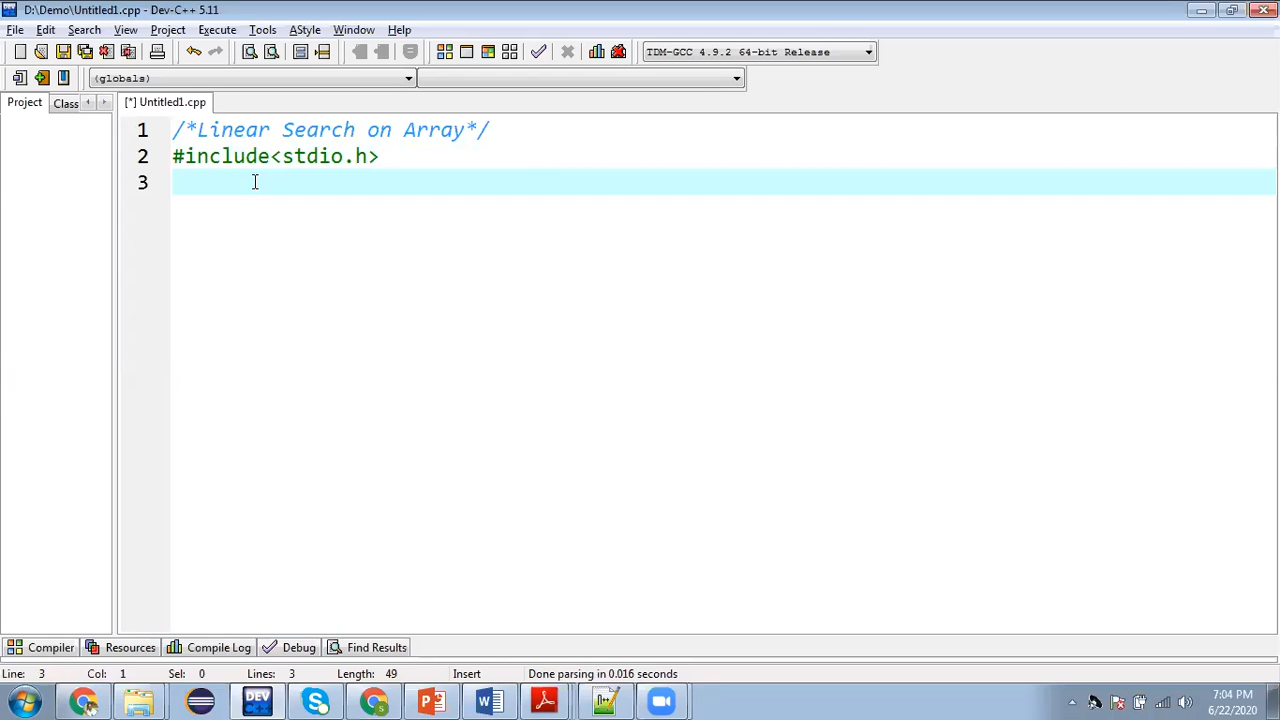 D:\Demo\Untitled1.cpp - Dev-C++ 5.11
File Edit Search View Project Execute Tools AStyle Window Help
TDM-GCC 4.9.2 64-bit Release
(globals)
Project Class [*] Untitled1.cpp
1 /*Linear Search on Array*/
2 #include<stdio.h>
3
Compiler Resources Compile Log Debug Find Results
Line: 3 Col: 1 Sel: 0 Lines: 3 Length: 49 Insert Done parsing in 0.016 seconds
DEV C++
7:04 PM
6/22/2020